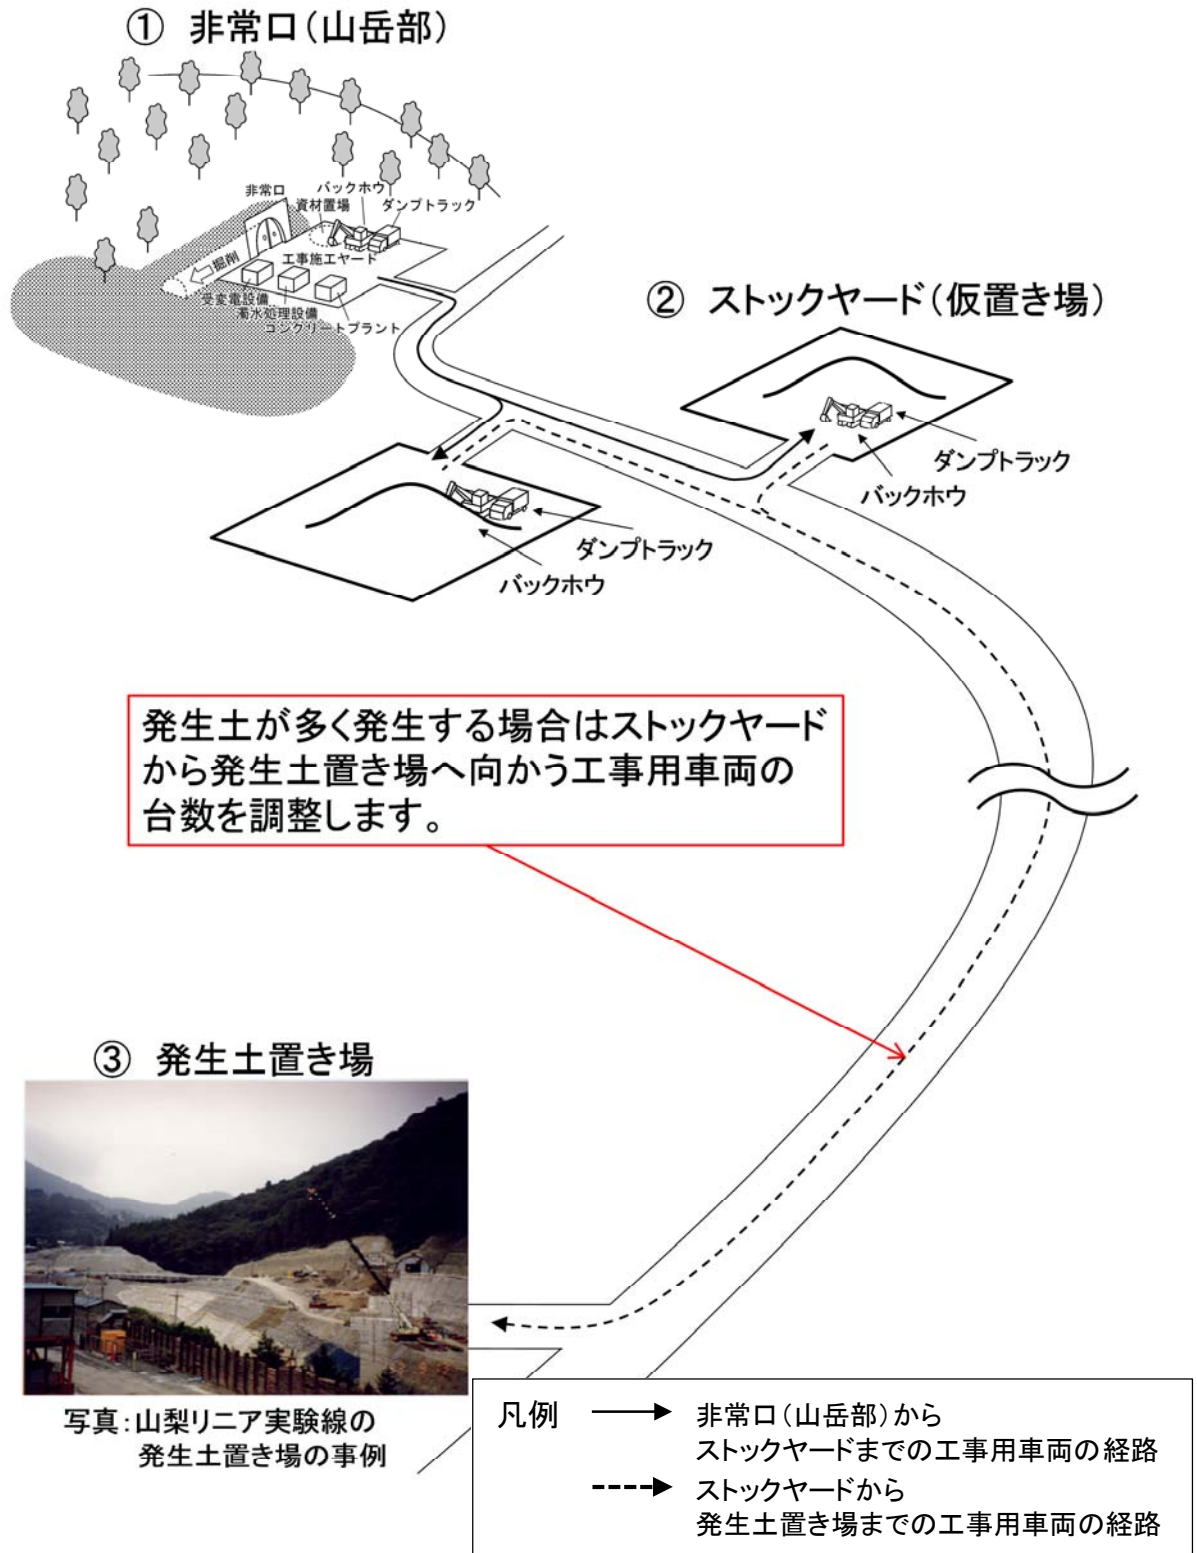 ① 非常口（山岳部）
非常口
バックホウ
資材置場
ダンプトラック
掘削
工事施工ヤード
受変電設備
濁水処理設備
コンクリートプラント
② ストックヤード（仮置き場）
ダンプトラック
バックホウ
ダンプトラック
バックホウ
発生土が多く発生する場合はストックヤード
から発生土置き場へ向かう工事用車両の
台数を調整します。
③ 発生土置き場
写真：山梨リニア実験線の
発生土置き場の事例
凡例
非常口（山岳部）から
ストックヤードまでの工事用車両の経路
ストックヤードから
発生土置き場までの工事用車両の経路